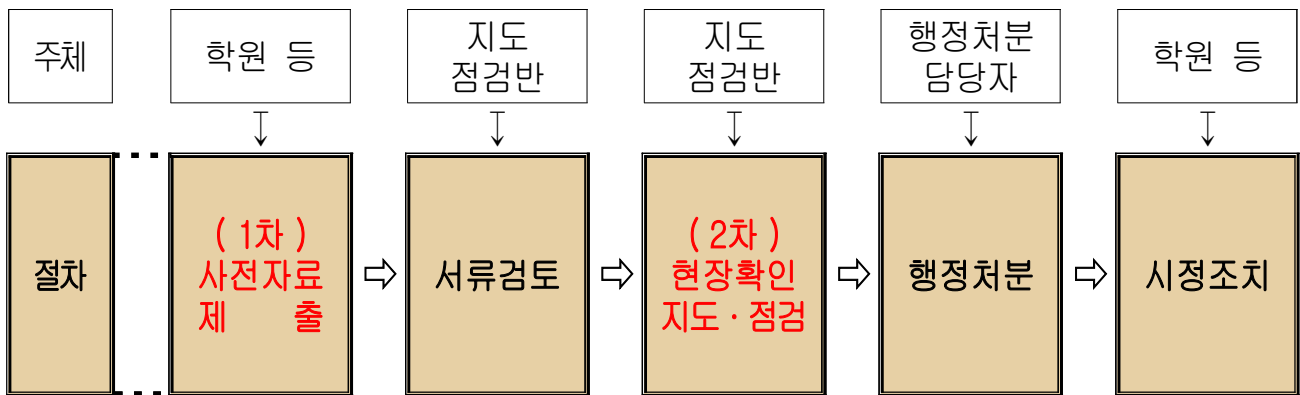 주체
학원 등
지도
점검반
지도
점검반
행정처분
담당자
학원 등
절차
( 1차 )
사전자료
제 출
서류검토
( 2차 )
현장확인
지도·점검
행정처분
시정조치